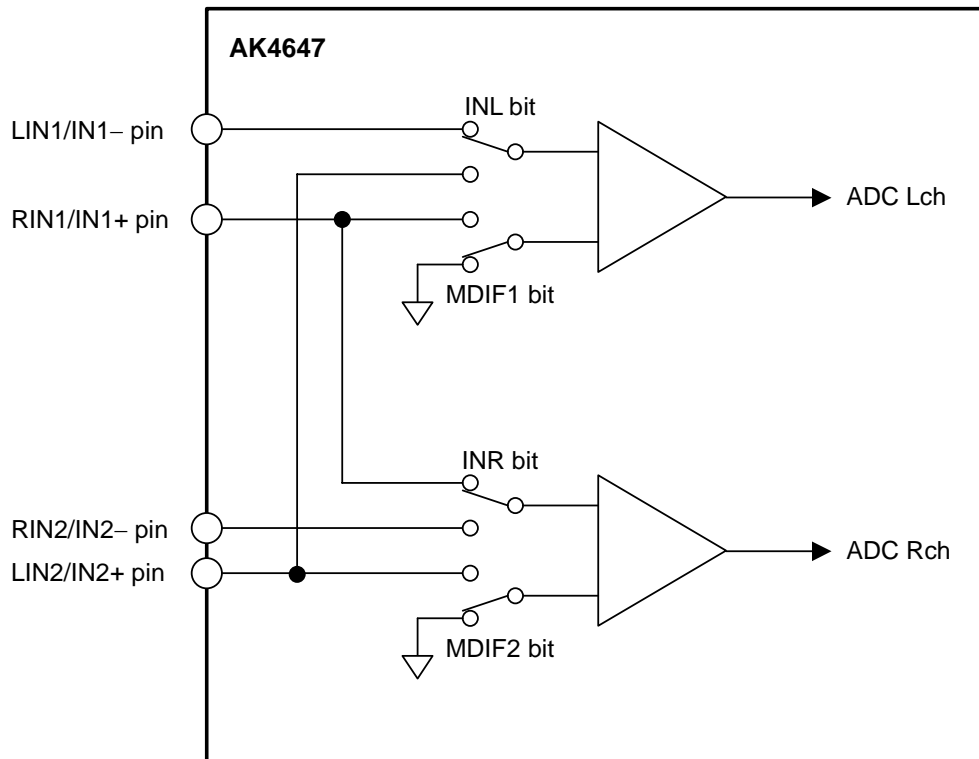 AK4647
INL bit
LIN1/IN1− pin
ADC Lch
RIN1/IN1+ pin
MDIF1 bit
INR bit
RIN2/IN2− pin
ADC Rch
LIN2/IN2+ pin
MDIF2 bit